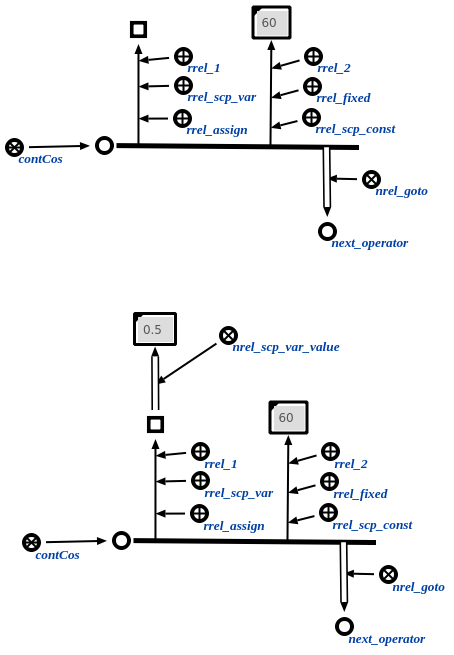 60
rrel_1
rrel_2
rrel_scp_var
rrel_fixed
rrel_assign
rrel_scp_const
contCos
nrel_goto
next_operator
0.5
nrel_scp_var_value
60
rrel_1
rrel_2
rrel_scp_var
rrel_fixed
rrel_assign
rrel_scp_const
contCos
nrel_goto
next_operator